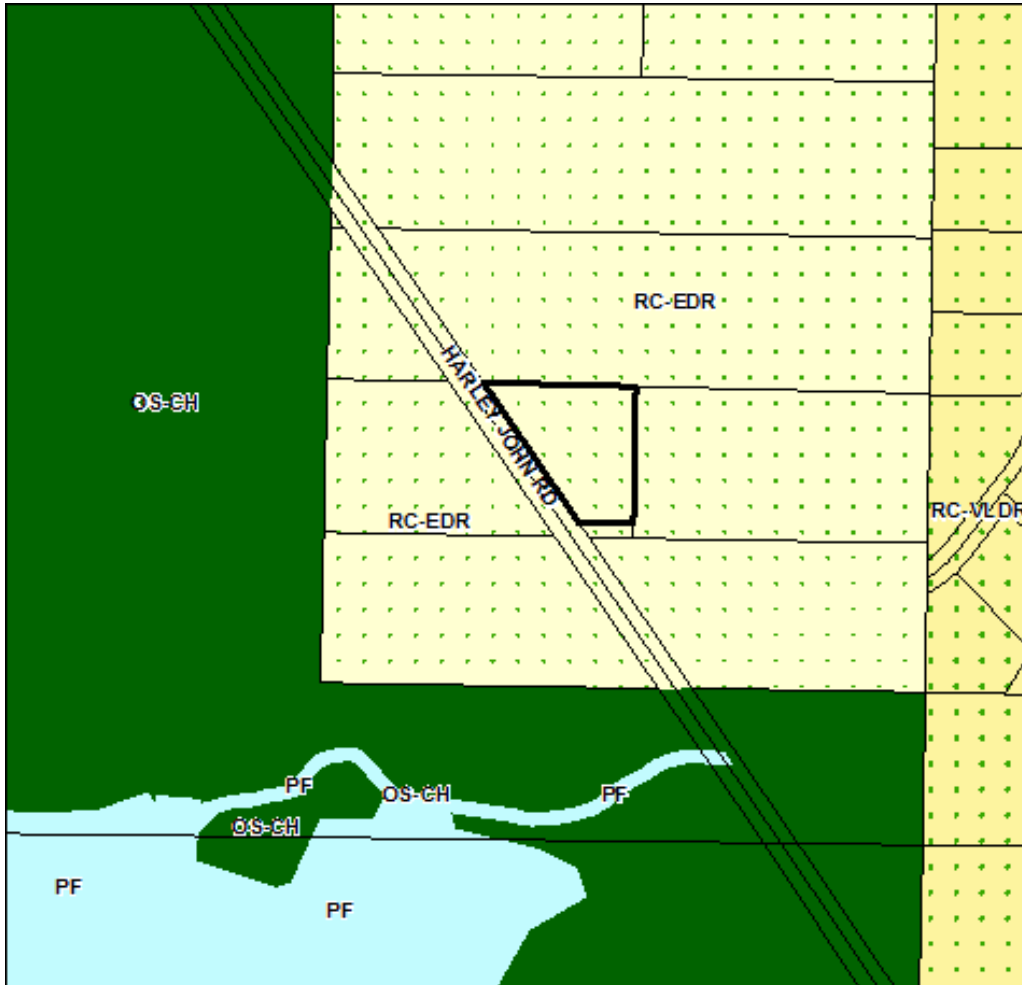 RC-EDR
OS-CH
HARLEY JOHN RD
RC-EDR
RC-VLDR
PF
OS-CH
PF
OS-CH
PF
PF